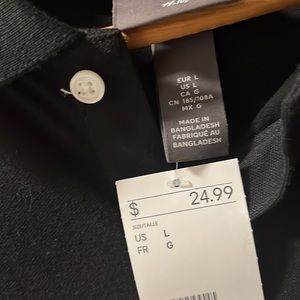 EUR L
US L
CA G
CN 185/108A
MX G
MADE IN
BANGLADESH
FABRIQUÉ AU
BANGLADESH
$ 24.99
SIZE/TAILLE
US L
FR G